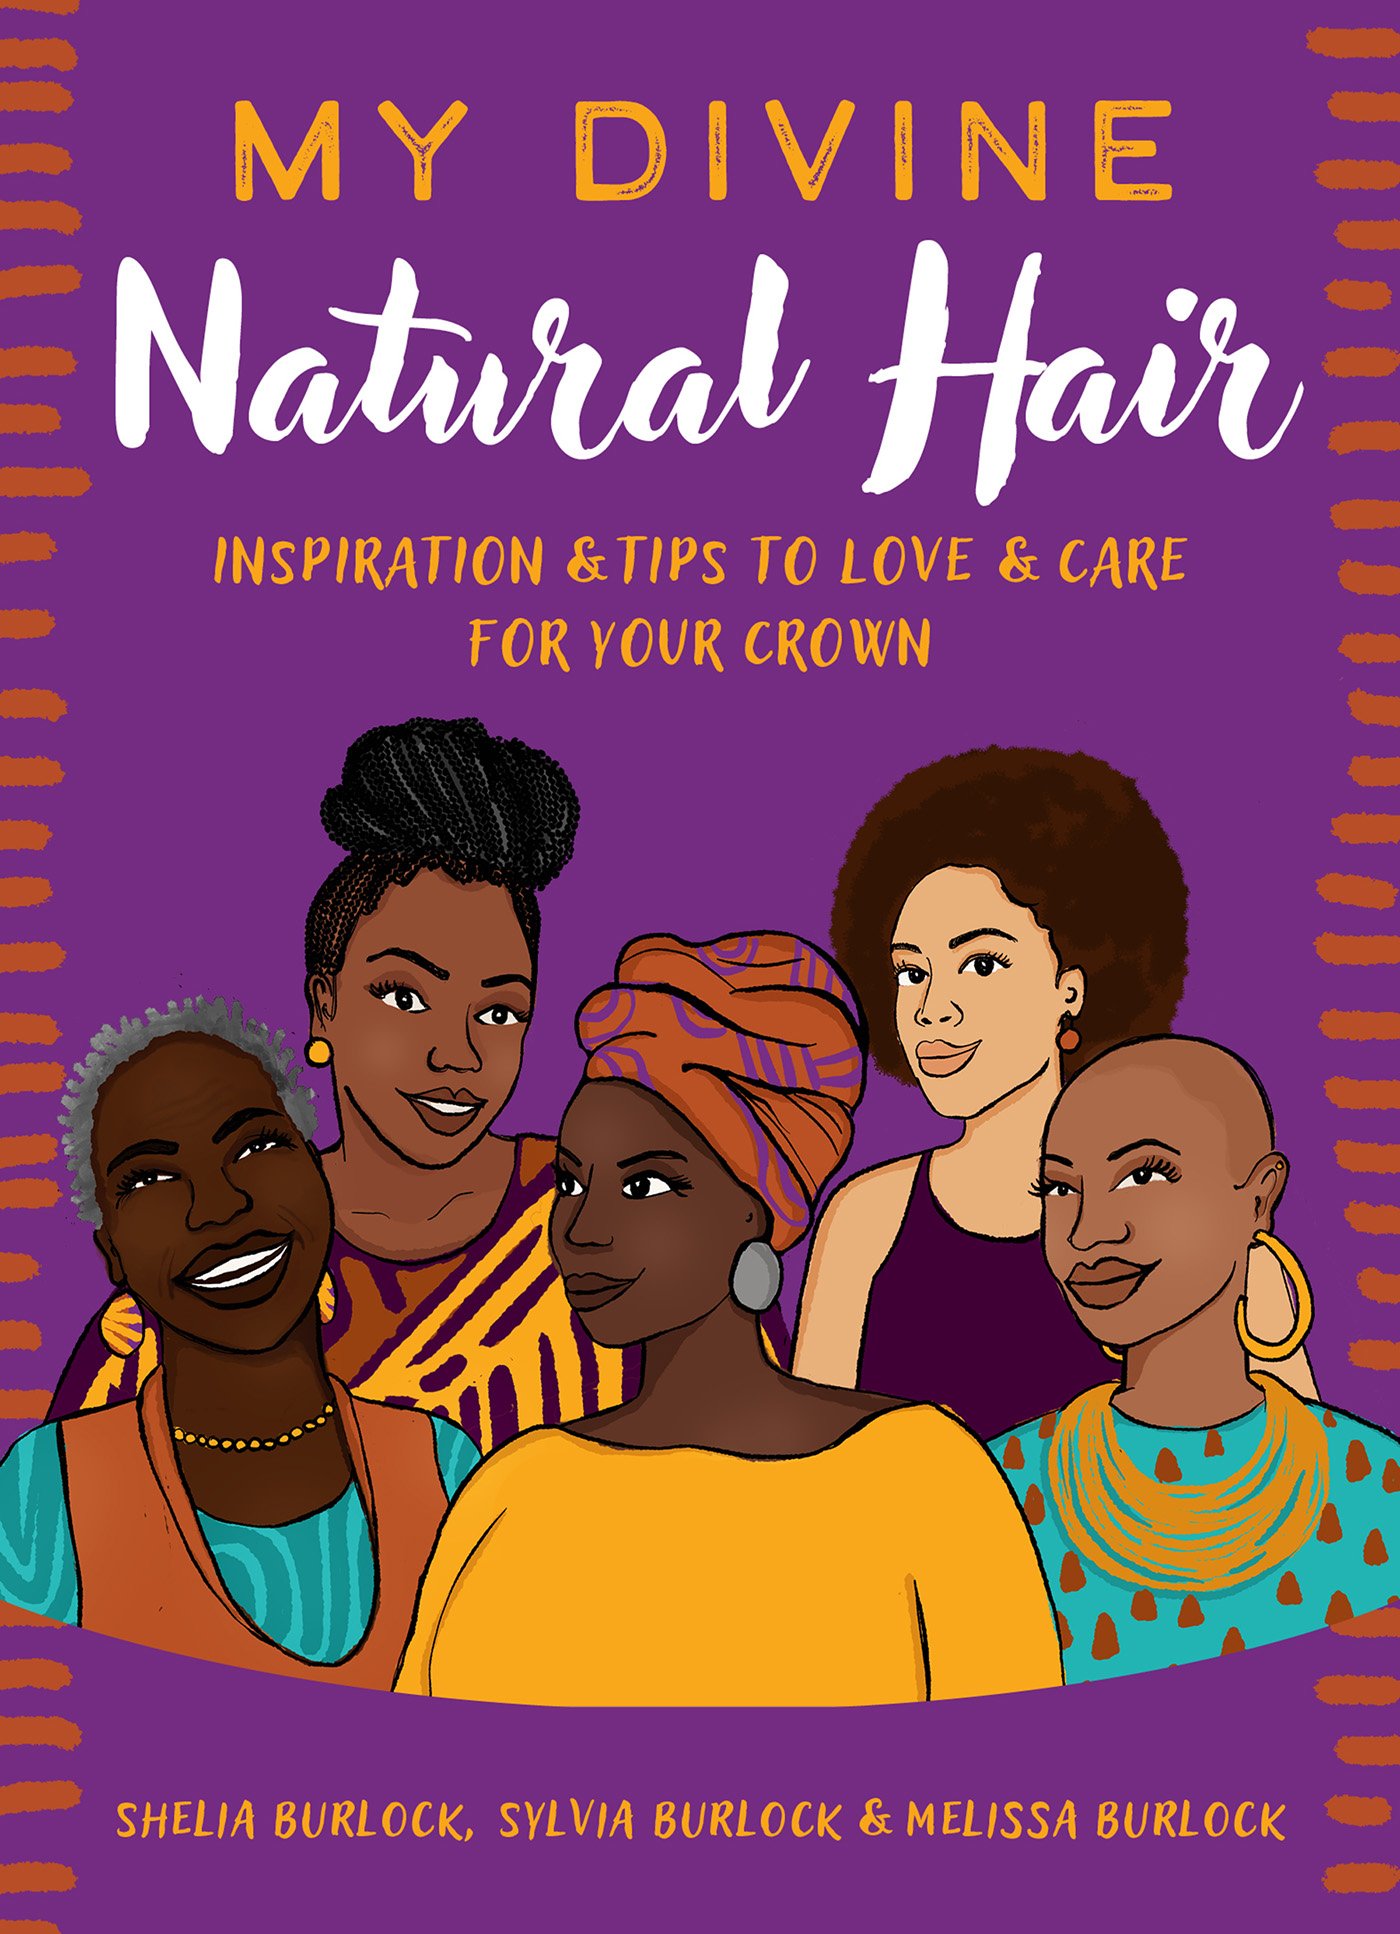 MY DIVINE
Natural Hair
INSPIRATION & TIPS TO LOVE & CARE
FOR YOUR CROWN
SHELIA BURLOCK, SYLVIA BURLOCK & MELISSA BURLOCK